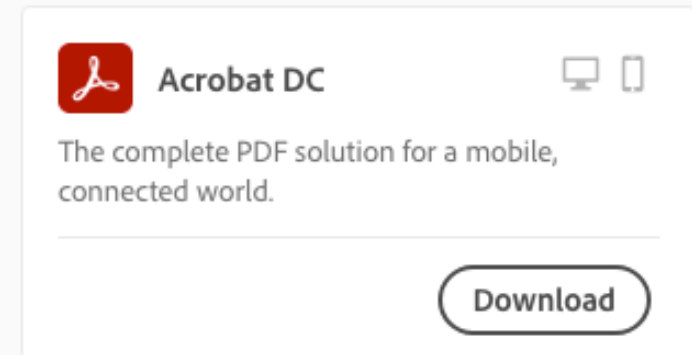 Acrobat DC
The complete PDF solution for a mobile,
connected world.
Download